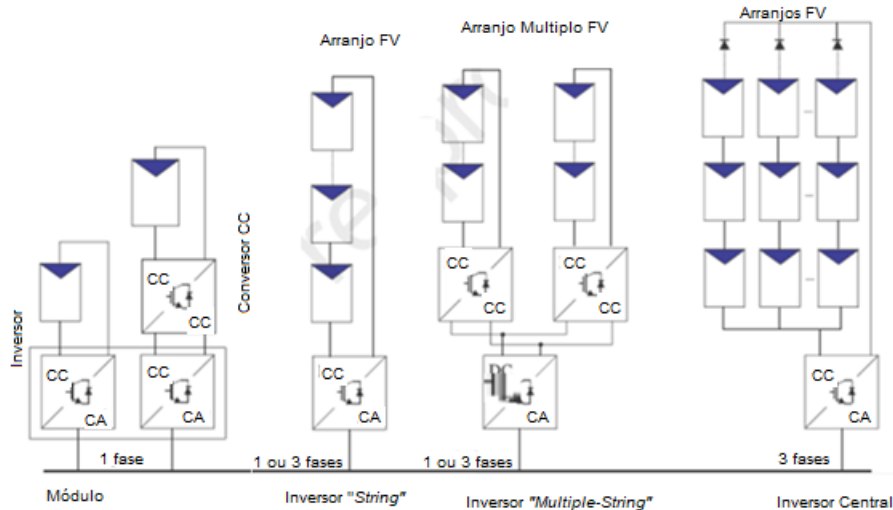 Arranjo FV
Arranjo Multiplo FV
Arranjos FV
Inversor
Conversor CC
CC
CC
CC
CA
CC
CA
CC
CA
CC
CC
CC
CC
CA
CC
CA
1 fase
1 ou 3 fases
1 ou 3 fases
3 fases
Módulo
Inversor "String"
Inversor "Multiple-String"
Inversor Central